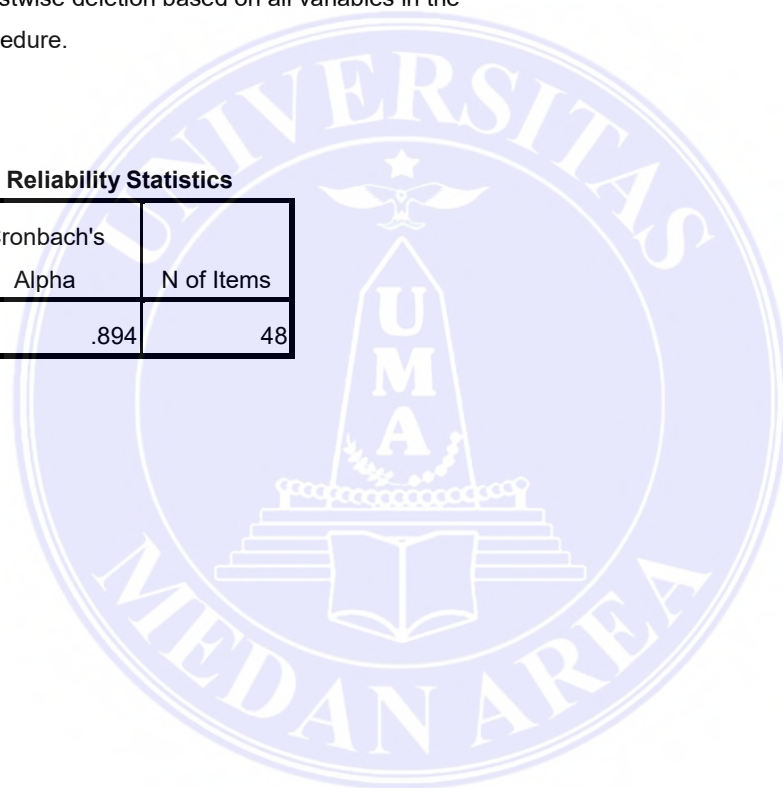 stwise deletion based on all variables in the
edure.
Reliability Statistics
ronbach's
Alpha
N of Items
.894
48
UNIVERSITAS
UMA
MEDAN AREA